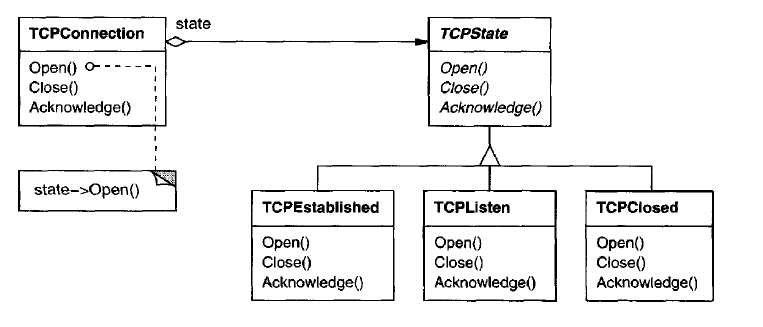 state
TCPConnection
Open()
Close()
Acknowledge()
TCPState
Open()
Close()
Acknowledge()
state->Open()
TCPEstablished
Open()
Close()
Acknowledge()
TCPListen
Open()
Close()
Acknowledge()
TCPClosed
Open()
Close()
Acknowledge()